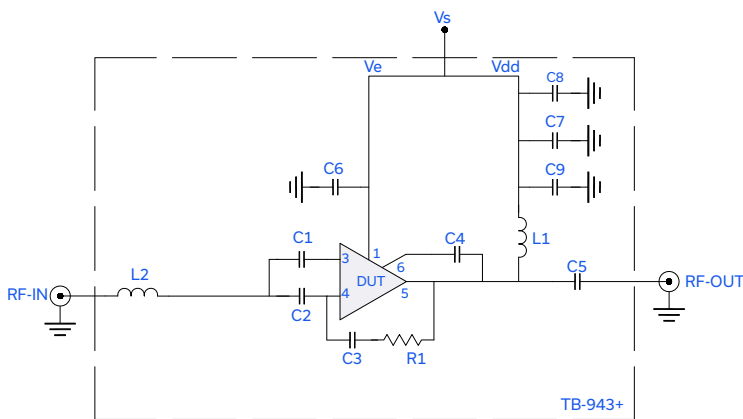 Vs
Ve
Vdd
C8
C7
C6
C9
C1
C4
L1
3
1
6
L2
DUT
C5
RF-IN
4
5
RF-OUT
C2
C3
R1
TB-943+